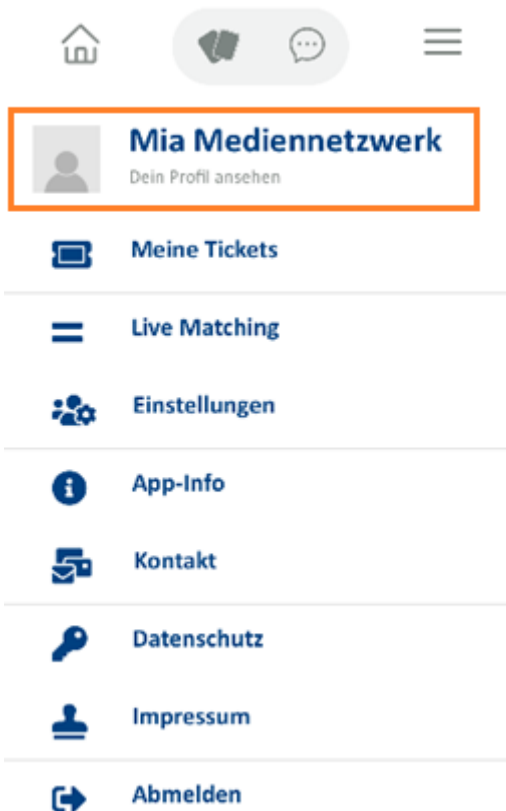 Mia Mediennetzwerk
Dein Profil ansehen
Meine Tickets
Live Matching
Einstellungen
App-Info
Kontakt
Datenschutz
Impressum
Abmelden